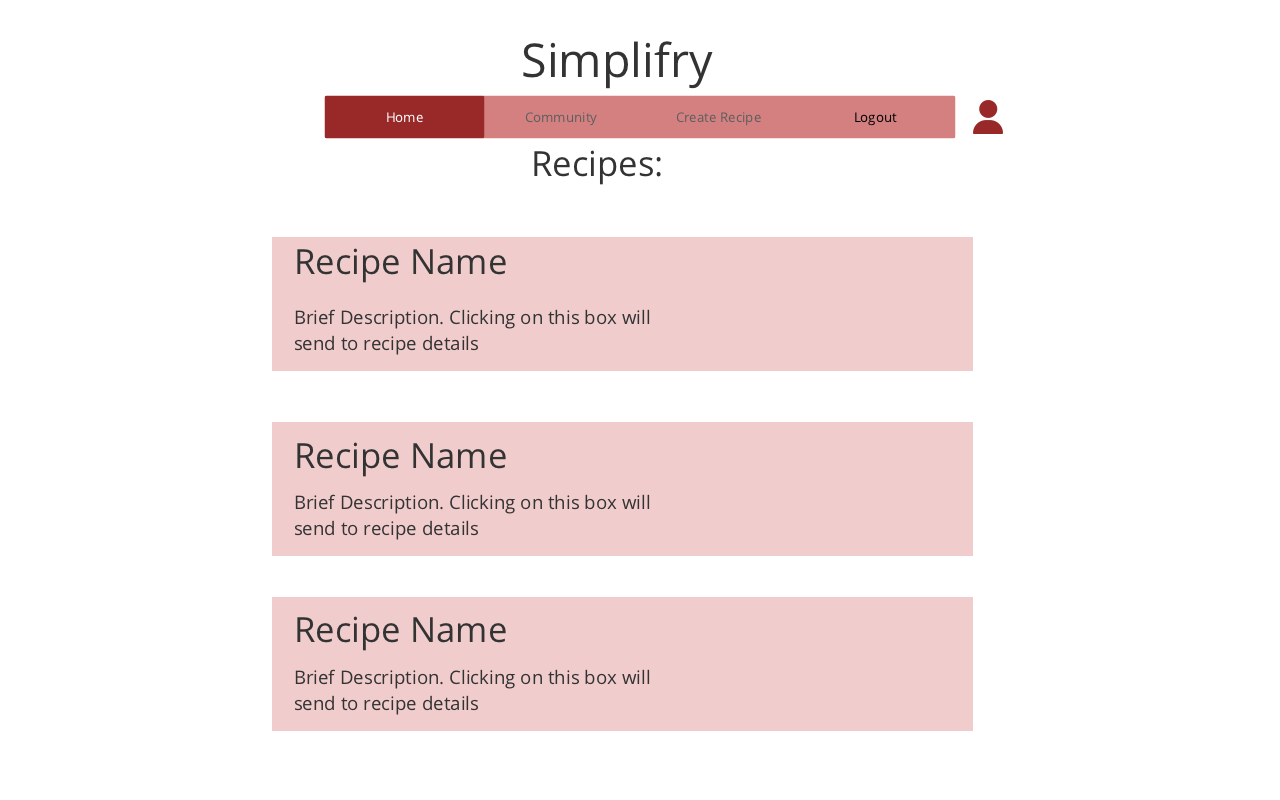 Simplifry
Home Community Create Recipe Logout
Recipes:
Recipe Name
Brief Description. Clicking on this box will
send to recipe details
Recipe Name
Brief Description. Clicking on this box will
send to recipe details
Recipe Name
Brief Description. Clicking on this box will
send to recipe details